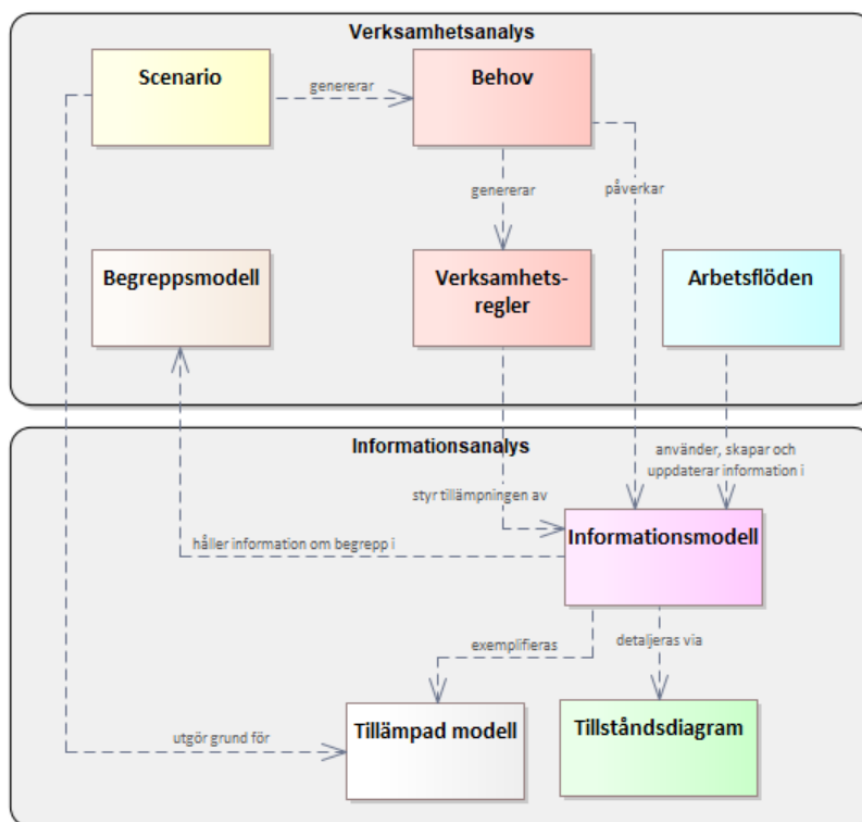 Verksamhetsanalys
Scenario
genererar
Behov
genererar
påverkar
Begreppsmodell
Verksamhets-
regler
Arbetsflöden
Informationsanalys
använder, skapar och
uppdaterar information i
styr tillämpningen av
Informationsmodell
håller information om begrepp i
exemplifieras
detaljeras via
Tillämpad modell
Tillståndsdiagram
utgör grund för